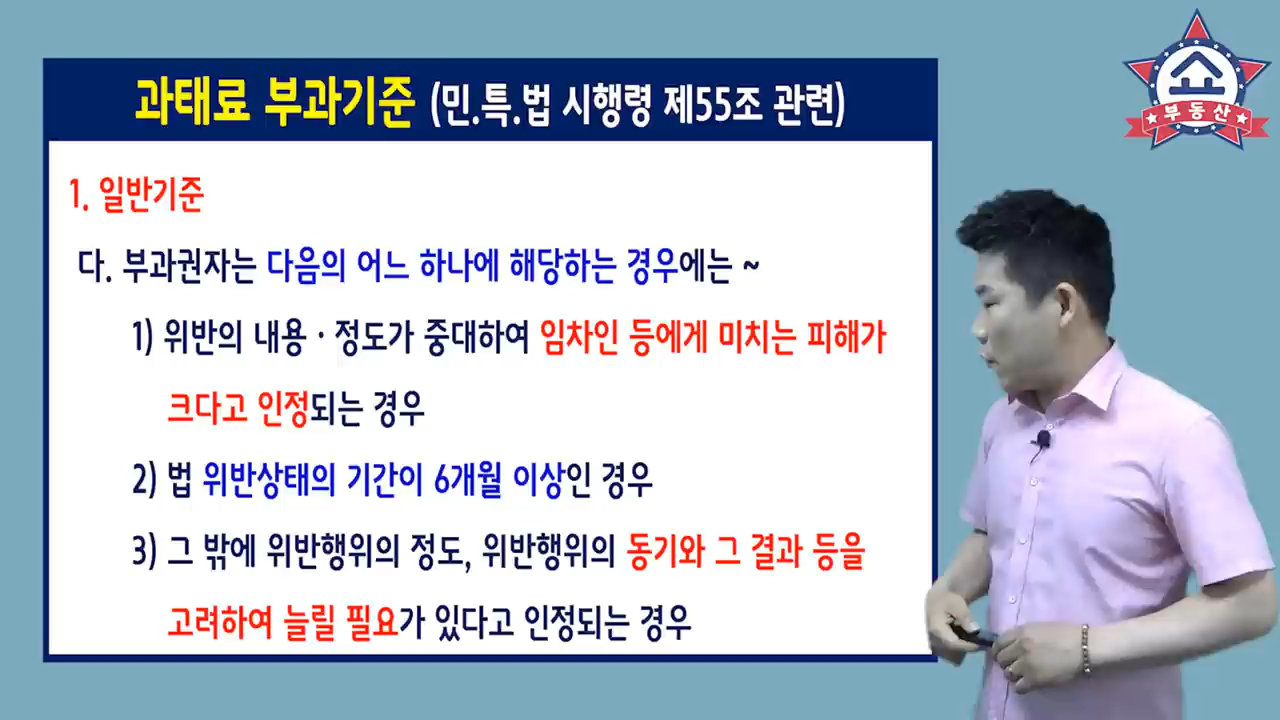 과태료 부과기준 (민.특.법 시행령 제55조 관련)
부동산
1. 일반기준
다. 부과권자는 다음의 어느 하나에 해당하는 경우에는 ~
1) 위반의 내용 · 정도가 중대하여 임차인 등에게 미치는 피해가
크다고 인정되는 경우
2) 법 위반상태의 기간이 6개월 이상인 경우
3) 그 밖에 위반행위의 정도, 위반행위의 동기와 그 결과 등을
고려하여 늘릴 필요가 있다고 인정되는 경우